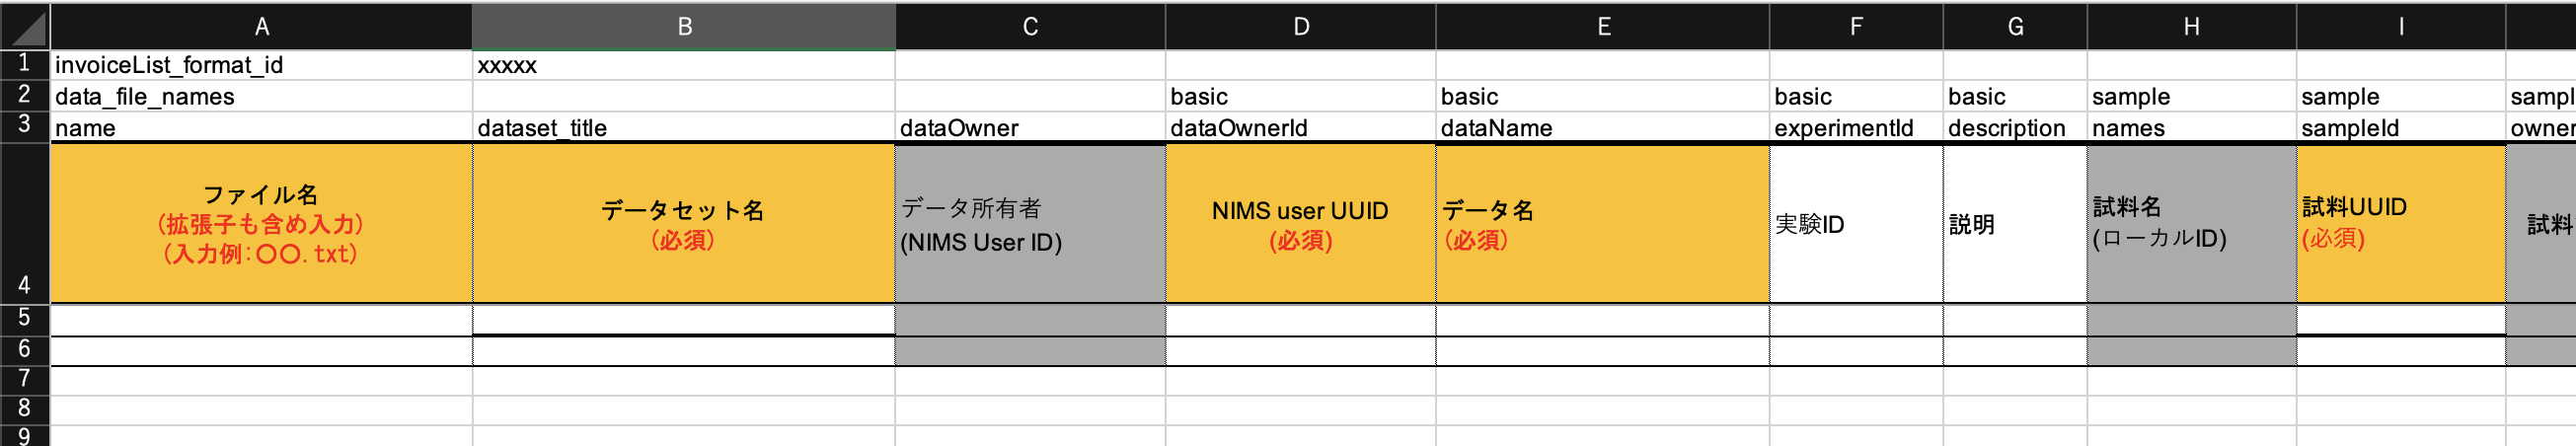 A B C D E F G H I
1 invoiceList_format_id xxxxx
2 data_file_names basic basic basic basic sample sample sampl
3 name dataset_title dataOwner dataOwnerId dataName experimentId description names sampleId owner
ファイル名
(拡張子も含め入力)
(入力例:〇〇.txt)
データセット名
(必須)
データ所有者
(NIMS User ID)
NIMS user UUID
(必須)
データ名
(必須)
実験ID
説明
試料名
(ローカルID)
試料UUID
(必須)
試料
4
5
6
7
8
9